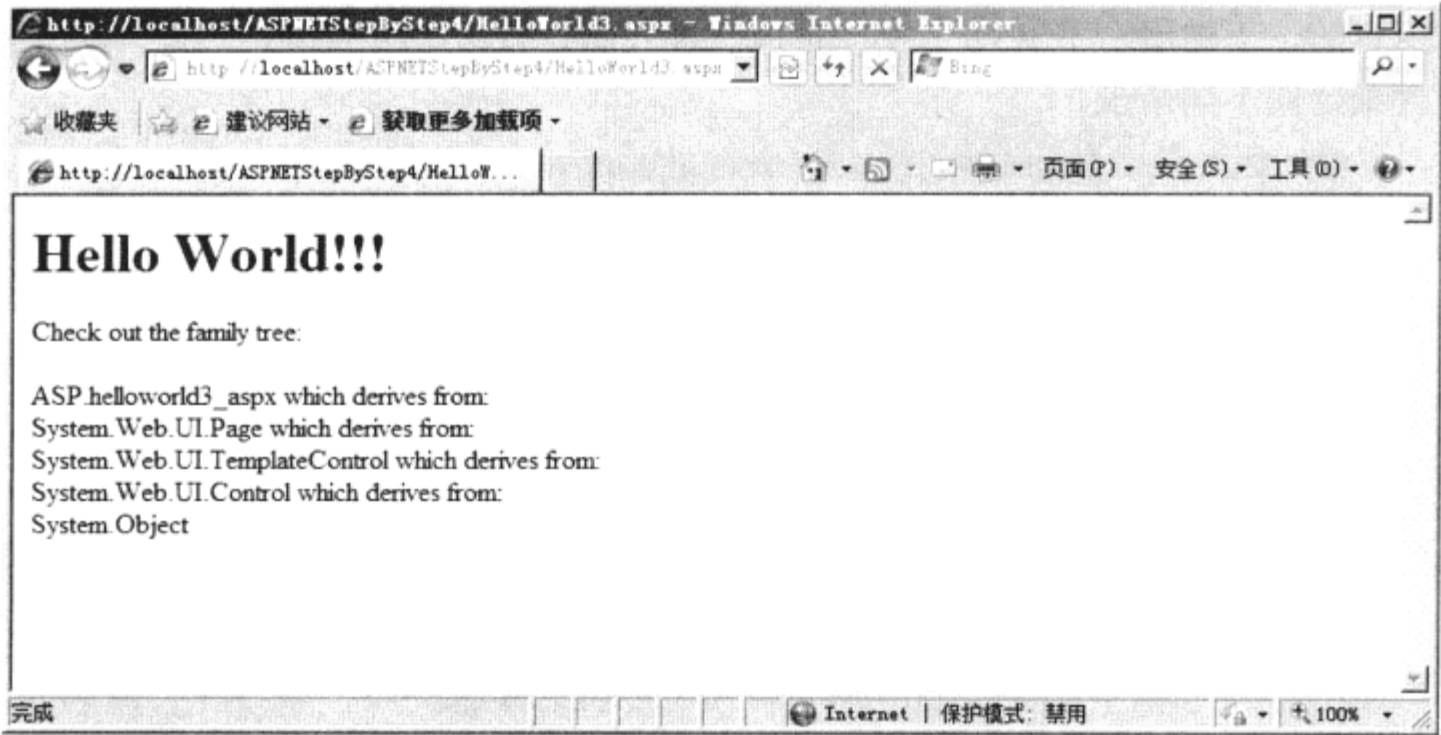 http://localhost/ASPNETStepByStep4/HelloWorld3.aspx - Windows Internet Explorer
http://localhost/ASPNETStepByStep4/HelloWorld3.aspx
Bing
收藏夹 建议网站 获取更多加载项
http://localhost/ASPNETStepByStep4/HelloW...
页面(P) 安全(S) 工具(O)
Hello World!!!
Check out the family tree:
ASP.helloworld3_aspx which derives from:
System.Web.UI.Page which derives from:
System.Web.UI.TemplateControl which derives from:
System.Web.UI.Control which derives from:
System.Object
完成 Internet | 保护模式: 禁用 100%